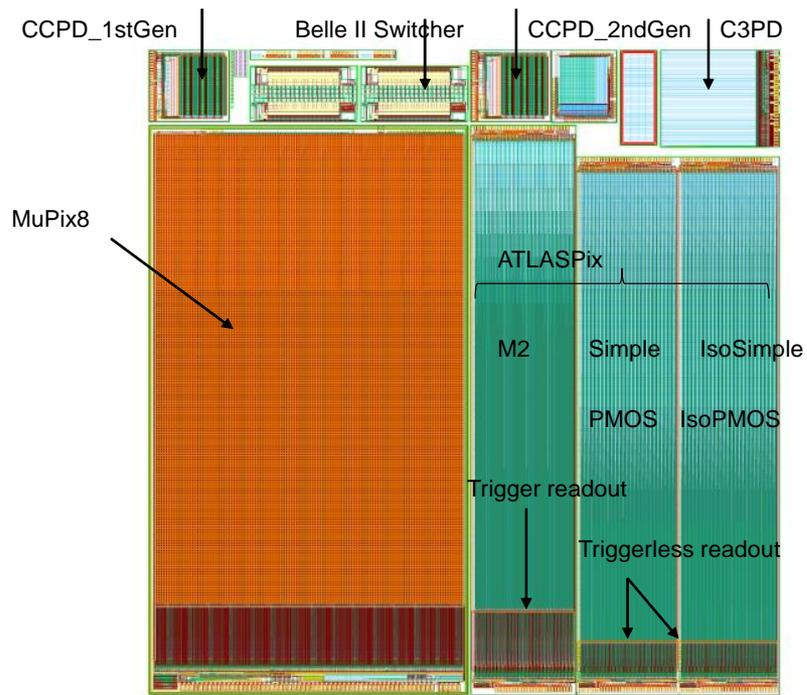 CCPD_1stGen
Belle II Switcher
CCPD_2ndGen
C3PD
MuPix8
ATLASPix
M2
Simple
IsoSimple
PMOS
IsoPMOS
Trigger readout
Triggerless readout